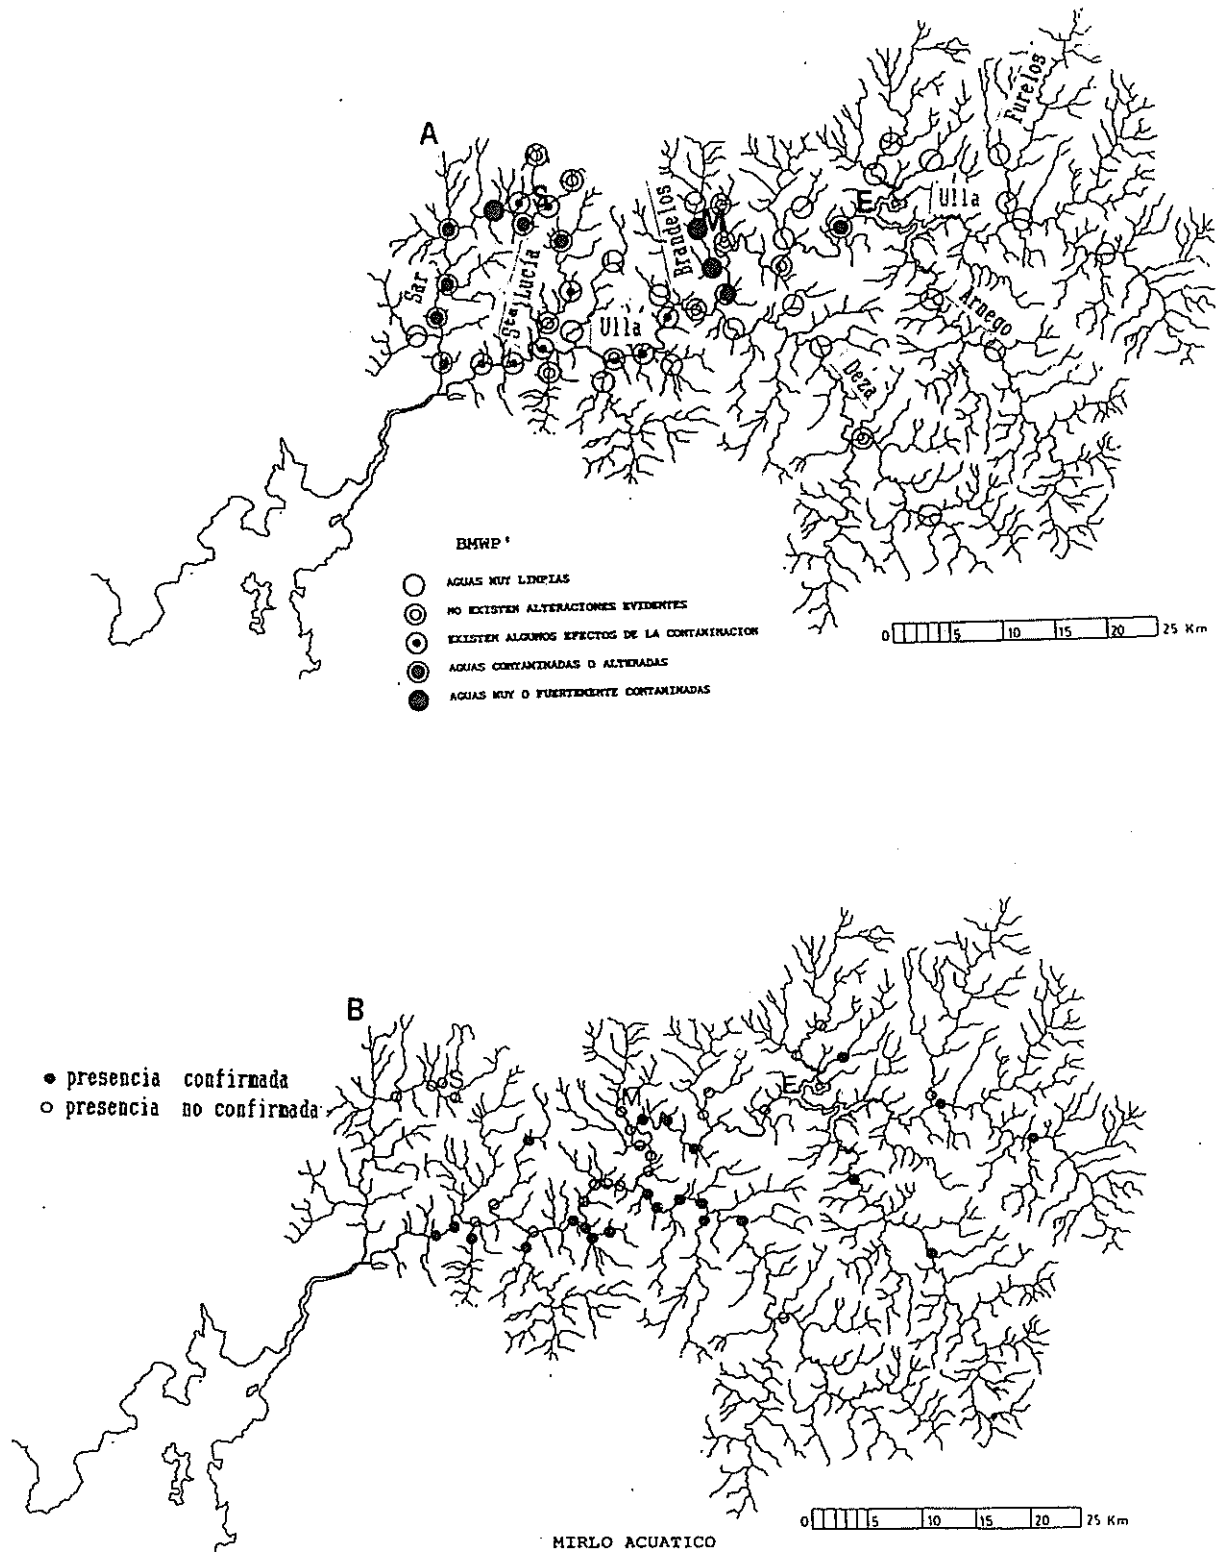 A
Furelos
Sar
Sta. Lucía
S
Ulla
Brandelos
M
E
Ulla
Arnego
Deza
BMWP'
AGUAS MUY LIMPIAS
NO EXISTEN ALTERACIONES EVIDENTES
EXISTEN ALGUNOS EFECTOS DE LA CONTAMINACION
AGUAS CONTAMINADAS O ALTERADAS
AGUAS MUY O FUERTEMENTE CONTAMINADAS
0 5 10 15 20 25 Km
B
presencia confirmada
presencia no confirmada
S
M
E
0 5 10 15 20 25 Km
MIRLO ACUATICO